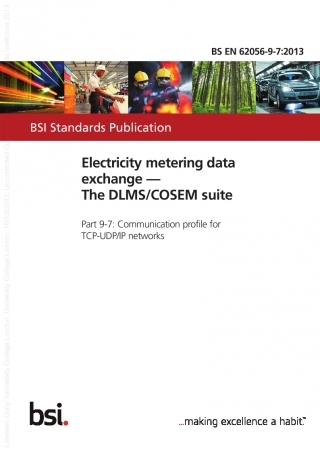 BS EN 62056-9-7:2013
BSI Standards Publication
Electricity metering data
exchange —
The DLMS/COSEM suite
Part 9-7: Communication profile for
TCP-UDP/IP networks
bsi.
...making excellence a habit.™